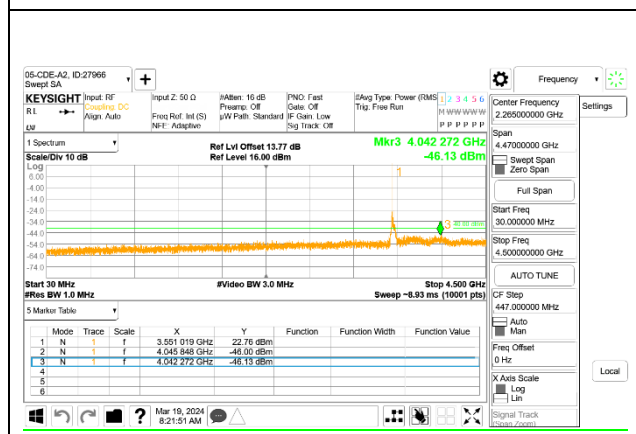 05-CDE-A2, ID:27966
Swept SA
Frequency
KEYSIGHT Input: RF Input Z: 50 Ω #Atten: 16 dB PNO: Fast #Avg Type: Power (RMS 1 2 3 4 5 6
RL Coupling: DC Preamp: Off Gate: Off Trig: Free Run M W W W W W
Align: Auto Freq Ref: Int (S) µW Path: Standard IF Gain: Low
NFE: Adaptive Sig Track: Off P P P P P P
Center Frequency
2.265000000 GHz
Settings
1 Spectrum
Ref Lvl Offset 13.77 dB
Mkr3 4.042 272 GHz
Scale/Div 10 dB
Ref Level 16.00 dBm
-46.13 dBm
Span
4.47000000 GHz
Swept Span
Zero Span
Log
6.00
-4.00
-14.0
-24.0
-34.0
-44.0
-54.0
-64.0
-74.0
1
3
Full Span
Start Freq
30.000000 MHz
Stop Freq
4.500000000 GHz
AUTO TUNE
Start 30 MHz #Video BW 3.0 MHz Stop 4.500 GHz
#Res BW 1.0 MHz Sweep ~8.93 ms (10001 pts)
CF Step
447.000000 MHz
Auto
Man
5 Marker Table
Mode Trace Scale X Y Function Function Width Function Value
1 N 1 f 3.551 019 GHz 22.76 dBm
2 N 1 f 4.045 848 GHz -46.00 dBm
3 N 1 f 4.042 272 GHz -46.13 dBm
4
5
6
Freq Offset
0 Hz
Local
X Axis Scale
Log
Lin
Signal Track
(Span Zoom)
? Mar 19, 2024
8:21:51 AM